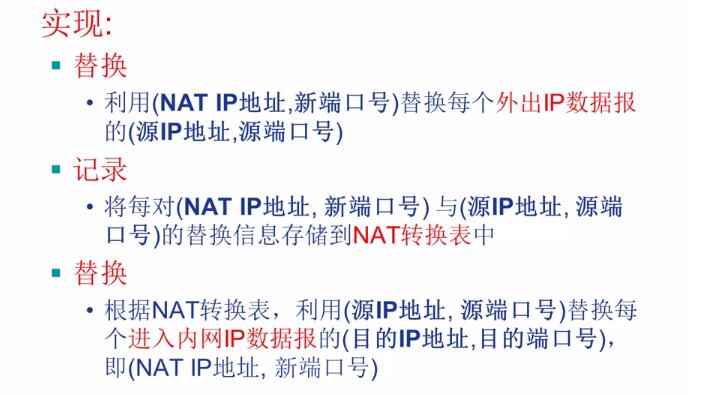 实现:
▪ 替换
• 利用(NAT IP地址,新端口号)替换每个外出IP数据报
的(源IP地址,源端口号)
▪ 记录
• 将每对(NAT IP地址, 新端口号) 与(源IP地址, 源端
口号)的替换信息存储到NAT转换表中
▪ 替换
• 根据NAT转换表，利用(源IP地址, 源端口号)替换每
个进入内网IP数据报的(目的IP地址,目的端口号)，
即(NAT IP地址, 新端口号)